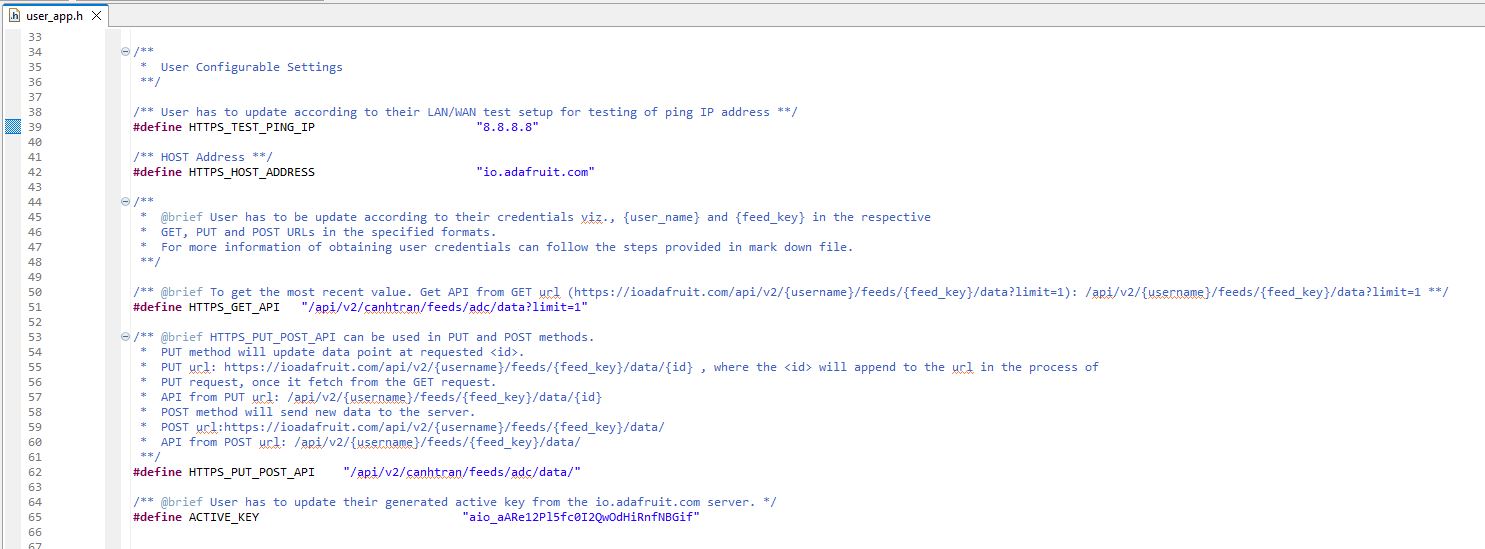 user_app.h
33
34 /**
35 * User Configurable Settings
36 **/
37
38 /** User has to update according to their LAN/WAN test setup for testing of ping IP address **/
39 #define HTTPS_TEST_PING_IP "8.8.8.8"
40
41 /** HOST Address **/
42 #define HTTPS_HOST_ADDRESS "io.adafruit.com"
43
44 /**
45 * @brief User has to be update according to their credentials viz., {user_name} and {feed_key} in the respective
46 * GET, PUT and POST URLs in the specified formats.
47 * For more information of obtaining user credentials can follow the steps provided in mark down file.
48 **/
49
50 /** @brief To get the most recent value. Get API from GET url (https://ioadafruit.com/api/v2/{username}/feeds/{feed_key}/data?limit=1): /api/v2/{username}/feeds/{feed_key}/data?limit=1 **/
51 #define HTTPS_GET_API "/api/v2/canhtran/feeds/adc/data?limit=1"
52
53 /** @brief HTTPS_PUT_POST_API can be used in PUT and POST methods.
54 * PUT method will update data point at requested <id>.
55 * PUT url: https://ioadafruit.com/api/v2/{username}/feeds/{feed_key}/data/{id} , where the <id> will append to the url in the process of
56 * PUT request, once it fetch from the GET request.
57 * API from PUT url: /api/v2/{username}/feeds/{feed_key}/data/{id}
58 * POST method will send new data to the server.
59 * POST url:https://ioadafruit.com/api/v2/{username}/feeds/{feed_key}/data/
60 * API from POST url: /api/v2/{username}/feeds/{feed_key}/data/
61 **/
62 #define HTTPS_PUT_POST_API "/api/v2/canhtran/feeds/adc/data/"
63
64 /** @brief User has to update their generated active key from the io.adafruit.com server. */
65 #define ACTIVE_KEY "aio_aARe12Pl5fc0I2QwOdHiRnfNBGif"
66
67